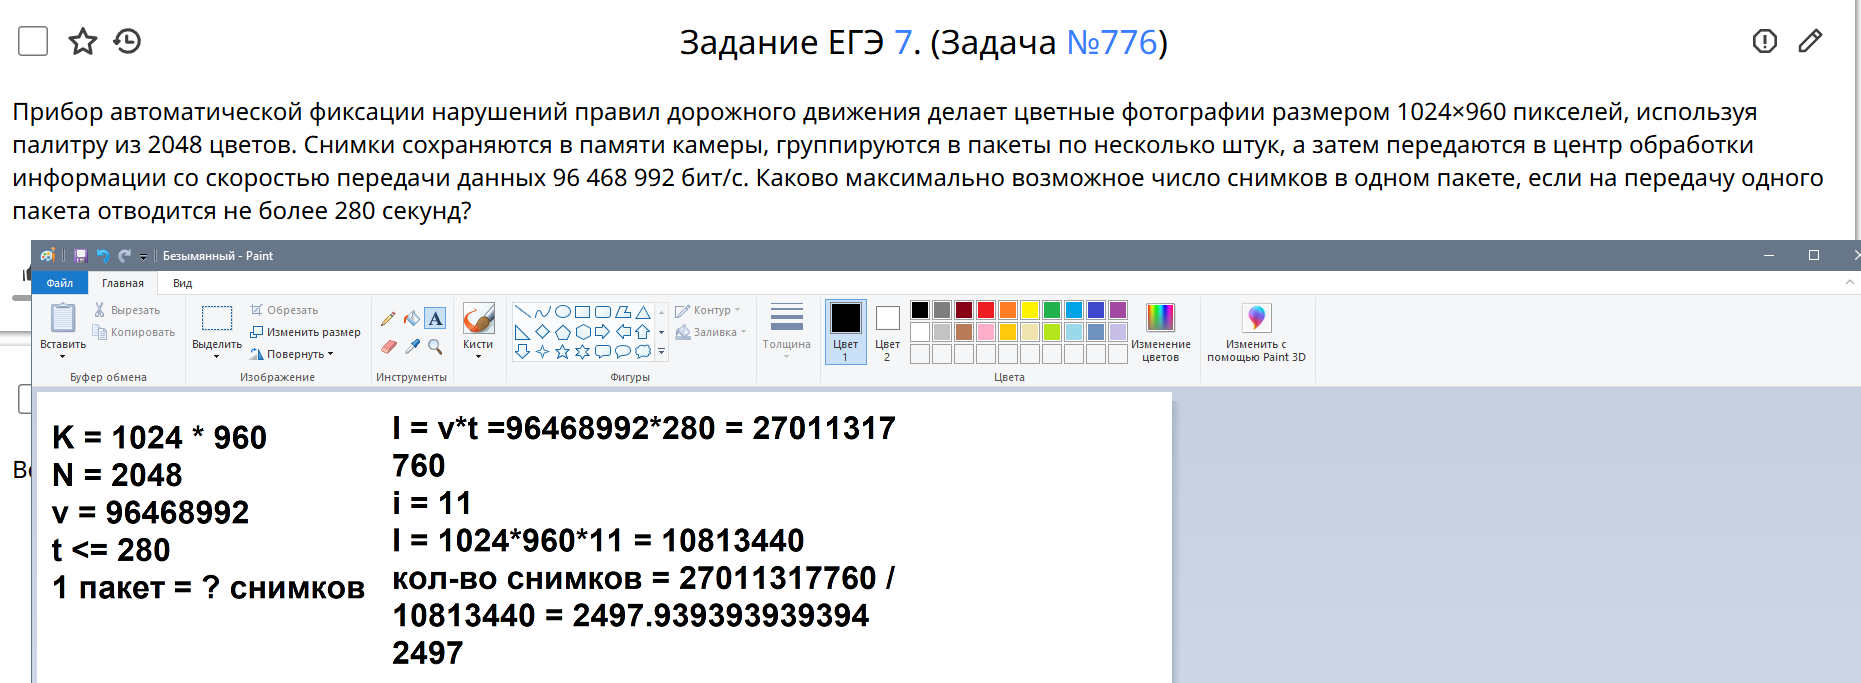 Задание ЕГЭ 7. (Задача №776)
Прибор автоматической фиксации нарушений правил дорожного движения делает цветные фотографии размером 1024×960 пикселей, используя
палитру из 2048 цветов. Снимки сохраняются в памяти камеры, группируются в пакеты по несколько штук, а затем передаются в центр обработки
информации со скоростью передачи данных 96 468 992 бит/с. Каково максимально возможное число снимков в одном пакете, если на передачу одного
пакета отводится не более 280 секунд?
Безымянный - Paint
Файл Главная Вид
Вставить
Вырезать
Копировать
Буфер обмена
Выделить
Обрезать
Изменить размер
Повернуть
Изображение
A
Инструменты
Кисти
Контур
Заливка
Фигуры
Толщина
Цвет
1
Цвет
2
Изменение
цветов
Цвета
Изменить с
помощью Paint 3D
K = 1024 * 960
N = 2048
v = 96468992
t <= 280
1 пакет = ? снимков
I = v*t =96468992*280 = 27011317
760
i = 11
I = 1024*960*11 = 10813440
кол-во снимков = 27011317760 /
10813440 = 2497.939393939394
2497